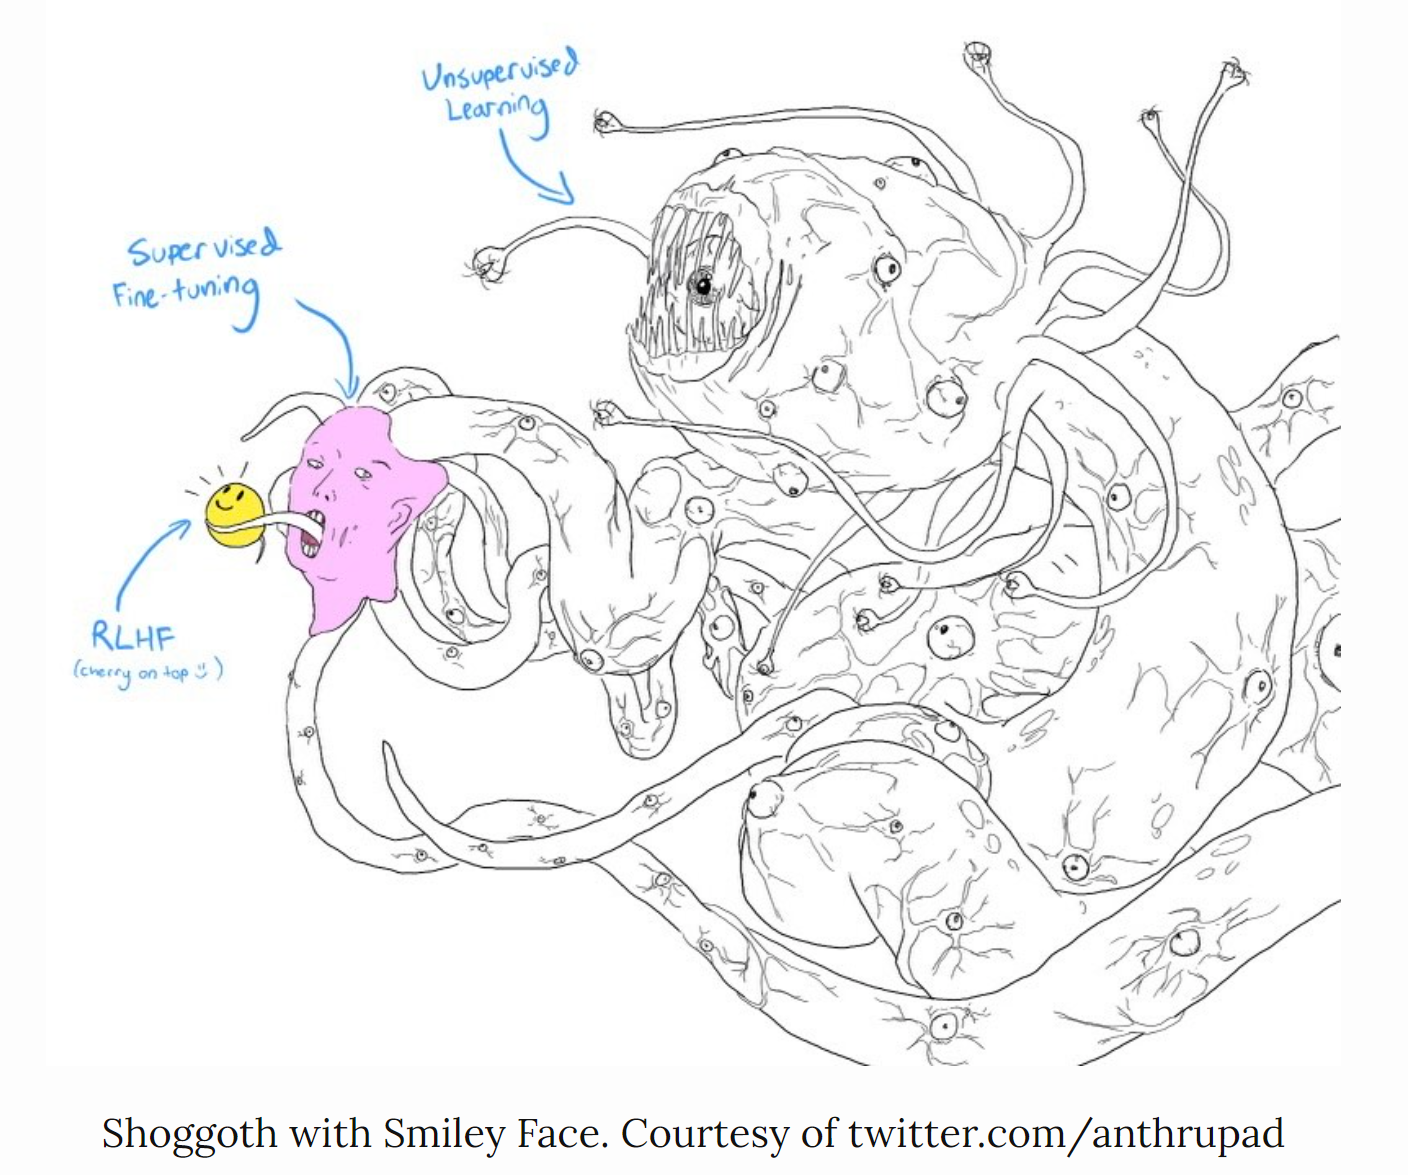 Unsupervised
Learning
Supervised
Fine-tuning
RLHF
(cherry on top :))
Shoggoth with Smiley Face. Courtesy of twitter.com/anthrupad